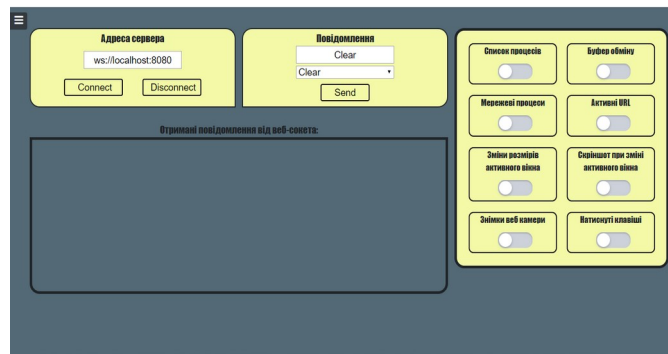 Адреса сервера
ws://localhost:8080
Connect
Disconnect
Повідомлення
Clear
Clear
Send
Отримані повідомлення від веб-сокета:
Список процесів
Буфер обміну
Мережеві процеси
Активні URL
Зміни розмірів
активного вікна
Скріншот при зміні
активного вікна
Знімки веб камери
Натиснуті клавіші